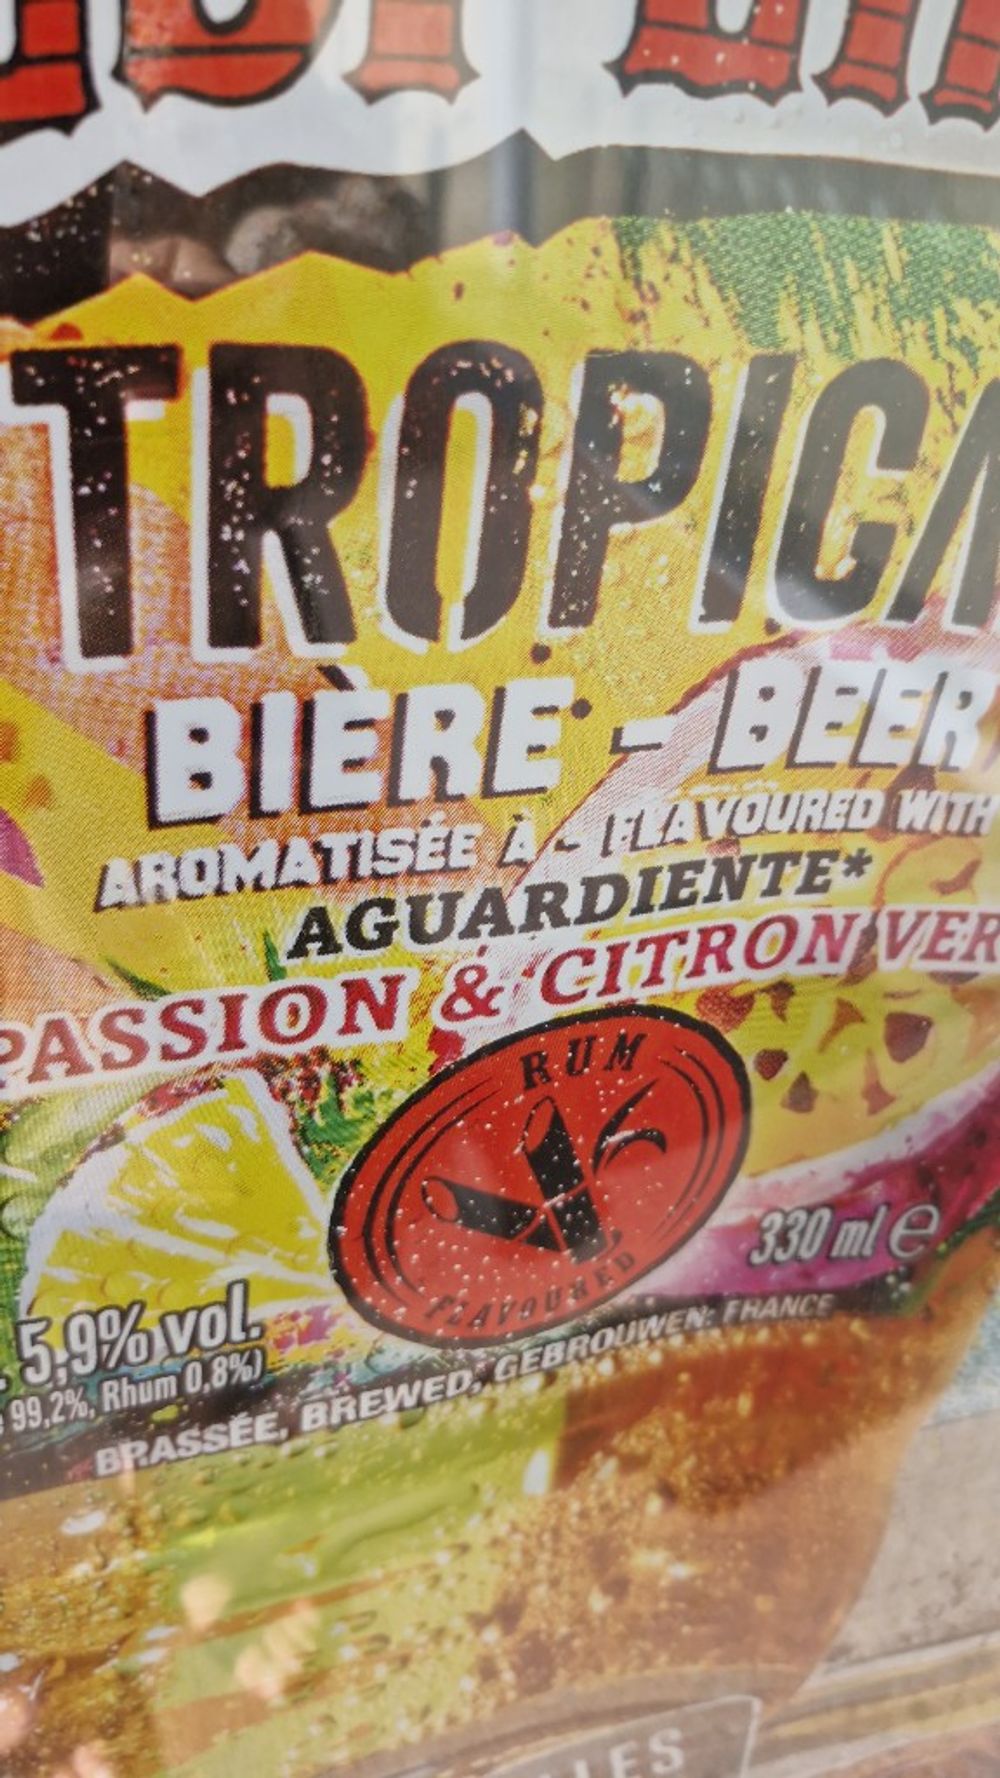 TROPICA
BIÈRE - BEER
AROMATISÉE À - FLAVOURED WITH
AGUARDIENTE*
PASSION & CITRON VER
RUM
FLAVOURED
330 ml e
5,9% vol.
99,2%, Rhum 0,8%)
BRASSÉE, BREWED, GEBROUWEN: FRANCE